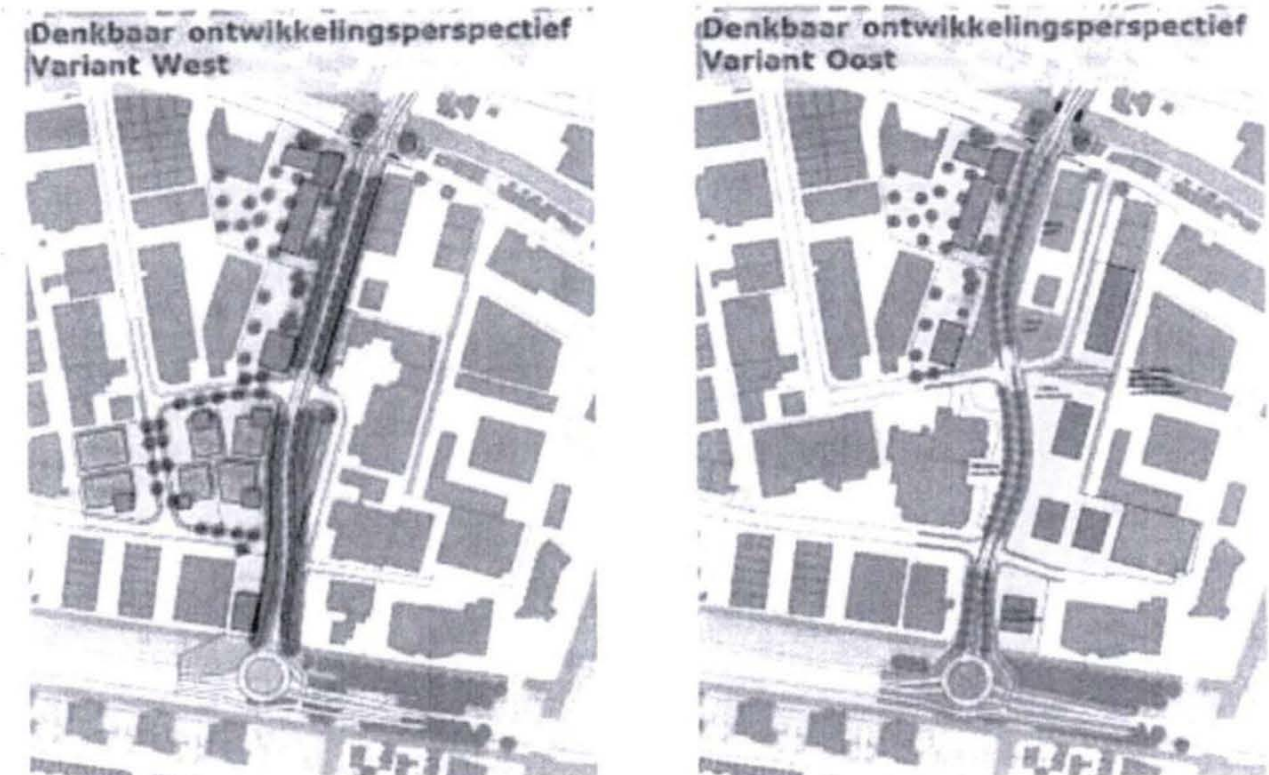 Denkbaar ontwikkelingsperspectief
Variant West
Denkbaar ontwikkelingsperspectief
Variant Oost